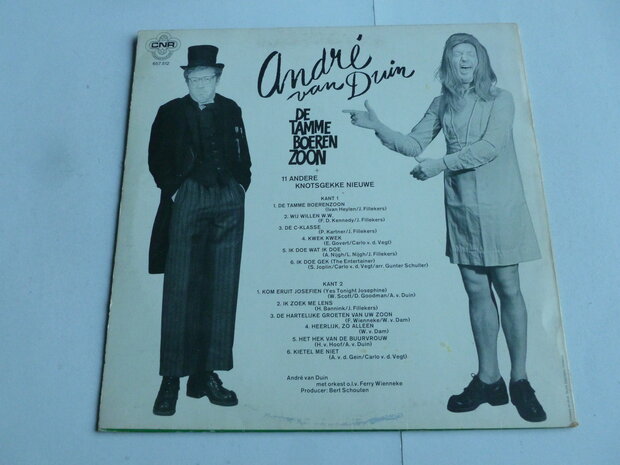 CNR
657.512
André
van Duin
DE
TAMME
BOEREN
ZOON
+
11 ANDERE
KNOTSGEKKE NIEUWE
KANT 1
1. DE TAMME BOERENZOON
(Ivan Heylen/J. Fillekers)
2. WIJ WILLEN W.W.
(F. D. Kennedy/J. Fillekers)
3. DE C-KLASSE
(P. Kartner/J. Fillekers)
4. KWEK KWEK
(E. Govert/Carlo v. d. Vegt)
5. IK DOE WAT IK DOE
(A. Nijgh/L. Nijgh/J. Fillekers)
6. IK DOE GEK (The Entertainer)
(S. Joplin/Carlo v. d. Vegt/arr. Gunter Schuller)
KANT 2
1. KOM ERUIT JOSEFIEN (Yes Tonight Josephine)
(W. Scott/D. Goodman/A. v. Duin)
2. IK ZOEK ME LENS
(H. Bannink/J. Fillekers)
3. DE HARTELIJKE GROETEN VAN UW ZOON
(F. Wienneke/W. v. Dam)
4. HEERLIJK, ZO ALLEEN
(W. v. Dam)
5. HET HEK VAN DE BUURVROUW
(H. v. Hoof/A. v. Duin)
6. KIETEL ME NIET
(A. v. d. Gein/Carlo v. d. Vegt)
André van Duin
met orkest o.l.v. Ferry Wienneke
Producer: Bert Schouten